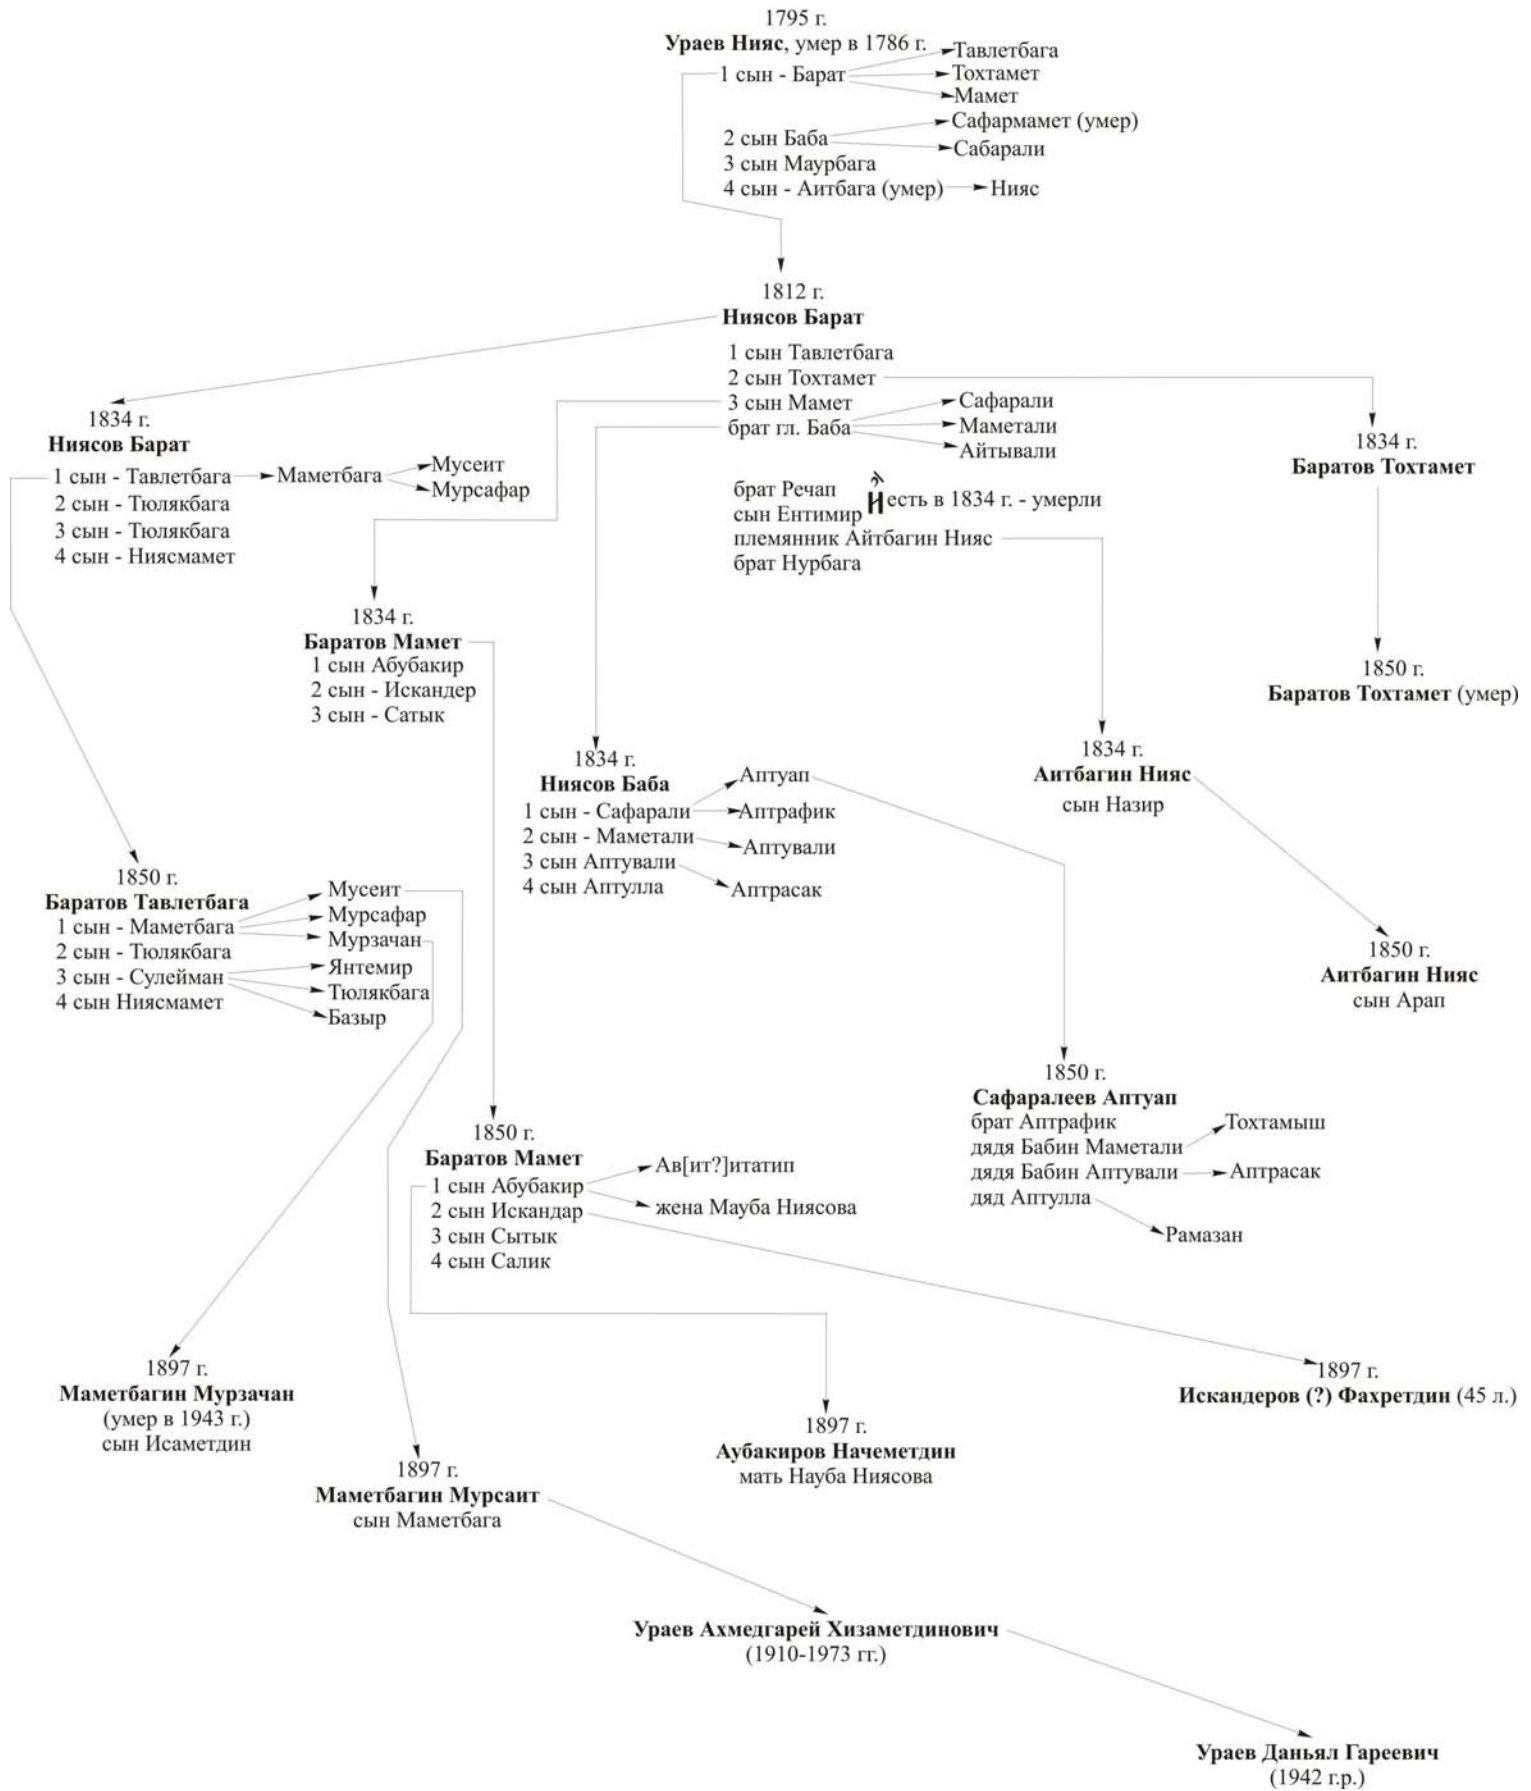 1795 г.
Ураев Нияс, умер в 1786 г.
1 сын - Барат
Тавлетбага
Тохтамет
Мамет
2 сын Баба
Сафармамет (умер)
Сабарали
3 сын Маурбага
4 сын - Аитбага (умер)
Нияс
1812 г.
Ниясов Барат
1 сын Тавлетбага
2 сын Тохтамет
3 сын Мамет
брат гл. Баба
Сафарали
Маметали
Айтывали
брат Речап
сын Ентимир
есть в 1834 г. - умерли
племянник Айтбагин Нияс
брат Нурбага
1834 г.
Ниясов Барат
1 сын - Тавлетбага
Маметбага
Мусеит
Мурсафар
2 сын - Тюлякбага
3 сын - Тюлякбага
4 сын - Ниясмамет
1834 г.
Баратов Тохтамет
1834 г.
Баратов Мамет
1 сын Абубакир
2 сын - Искандер
3 сын - Сатык
1850 г.
Баратов Тохтамет (умер)
1834 г.
Ниясов Баба
1 сын - Сафарали
2 сын - Маметали
3 сын Аптували
4 сын Аптулла
Аптуап
Аптрафик
Аптували
Аптрасак
1834 г.
Аитбагин Нияс
сын Назир
1850 г.
Баратов Тавлетбага
1 сын - Маметбага
2 сын - Тюлякбага
3 сын - Сулейман
4 сын Ниясмамет
Мусеит
Мурсафар
Мурзачан
Янтемир
Тюлякбага
Базыр
1850 г.
Аитбагин Нияс
сын Арап
1850 г.
Сафаралеев Аптуап
брат Аптрафик
дядя Бабин Маметали
дядя Бабин Аптували
дяд Аптулла
Тохтамыш
Аптрасак
Рамазан
1850 г.
Баратов Мамет
1 сын Абубакир
2 сын Искандар
3 сын Сытык
4 сын Салик
Ав[ит?]итатип
жена Мауба Ниясова
1897 г.
Маметбагин Мурзачан
(умер в 1943 г.)
сын Исаметдин
1897 г.
Искандеров (?) Фахретдин (45 л.)
1897 г.
Аубакиров Начеметдин
мать Науба Ниясова
1897 г.
Маметбагин Мурсаит
сын Маметбага
Ураев Ахмедгарей Хизаметдинович
(1910-1973 гг.)
Ураев Даньял Гареевич
(1942 г.р.)